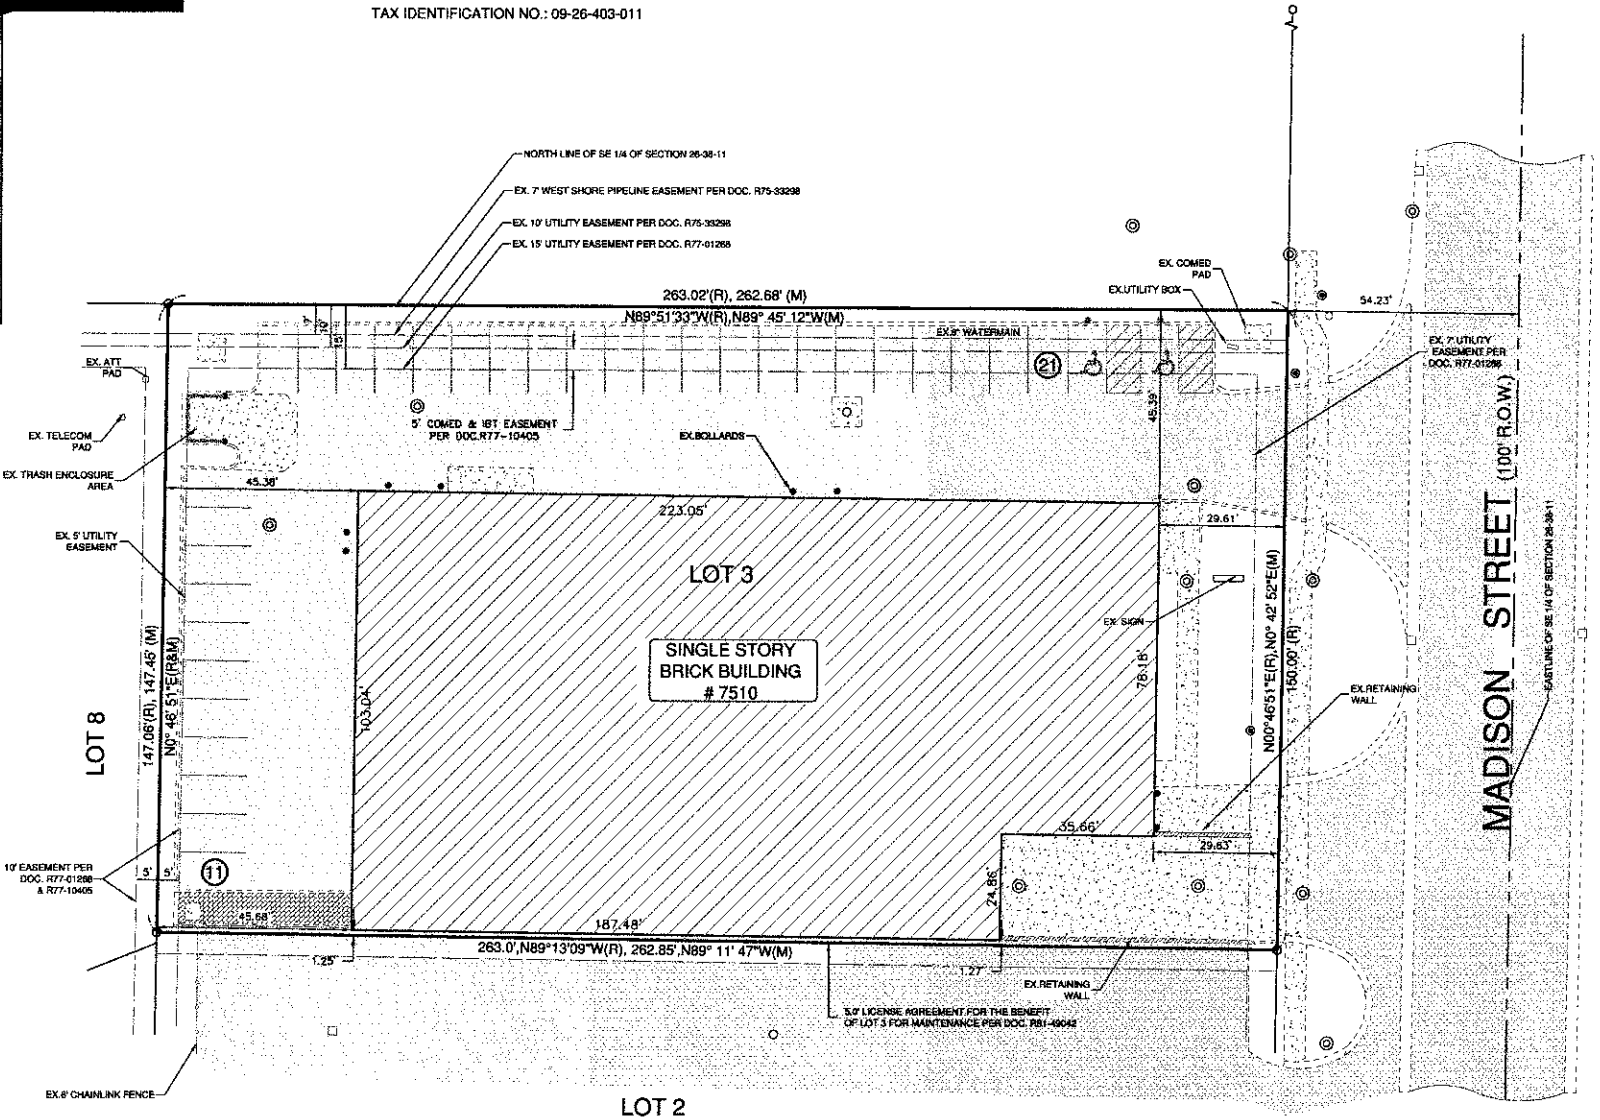 TAX IDENTIFICATION NO.: 09-26-403-011
NORTH LINE OF SE 1/4 OF SECTION 26-38-11
EX. 7' WEST SHORE PIPELINE EASEMENT PER DOC. R75-33298
EX. 10' UTILITY EASEMENT PER DOC. R75-33298
EX. 15' UTILITY EASEMENT PER DOC. R77-01268
EX. COMED
PAD
EX.UTILITY BOX
263.02'(R), 262.68' (M)
N89°51'33"W(R),N89° 45' 12"W(M)
54.23'
7'
10'
15'
EX.8" WATERMAIN
EX. 7' UTILITY
EASEMENT PER
DOC. R77-01268
EX. ATT
PAD
21
45.39'
5' COMED & IBT EASEMENT
PER DOC.R77-10405
EX.BOLLARDS
EX. TELECOM
PAD
EX. TRASH ENCLOSURE
AREA
45.38'
223.05'
29.61'
EX. 5' UTILITY
EASEMENT
LOT 3
EX. SIGN
SINGLE STORY
BRICK BUILDING
# 7510
103.04'
78.18'
N00°46'51"E(R),N0° 42' 52"E(M)
150.00' (R)
EX.RETAINING
WALL
MADISON STREET (100' R.O.W.)
EASTLINE OF SE 1/4 OF SECTION 26-38-11
LOT 8
147.06'(R), 147.45' (M)
N0° 46' 51"E(R&M)
35.66'
29.63'
10' EASEMENT PER
DOC. R77-01268
& R77-10405
5'
5'
11
24.86'
45.68'
187.48'
263.0',N89°13'09"W(R), 262.85',N89° 11' 47"W(M)
1.25'
1.27'
EX.RETAINING
WALL
5.0' LICENSE AGREEMENT FOR THE BENEFIT
OF LOT 3 FOR MAINTENANCE PER DOC. R81-49042
EX.6' CHAINLINK FENCE
LOT 2